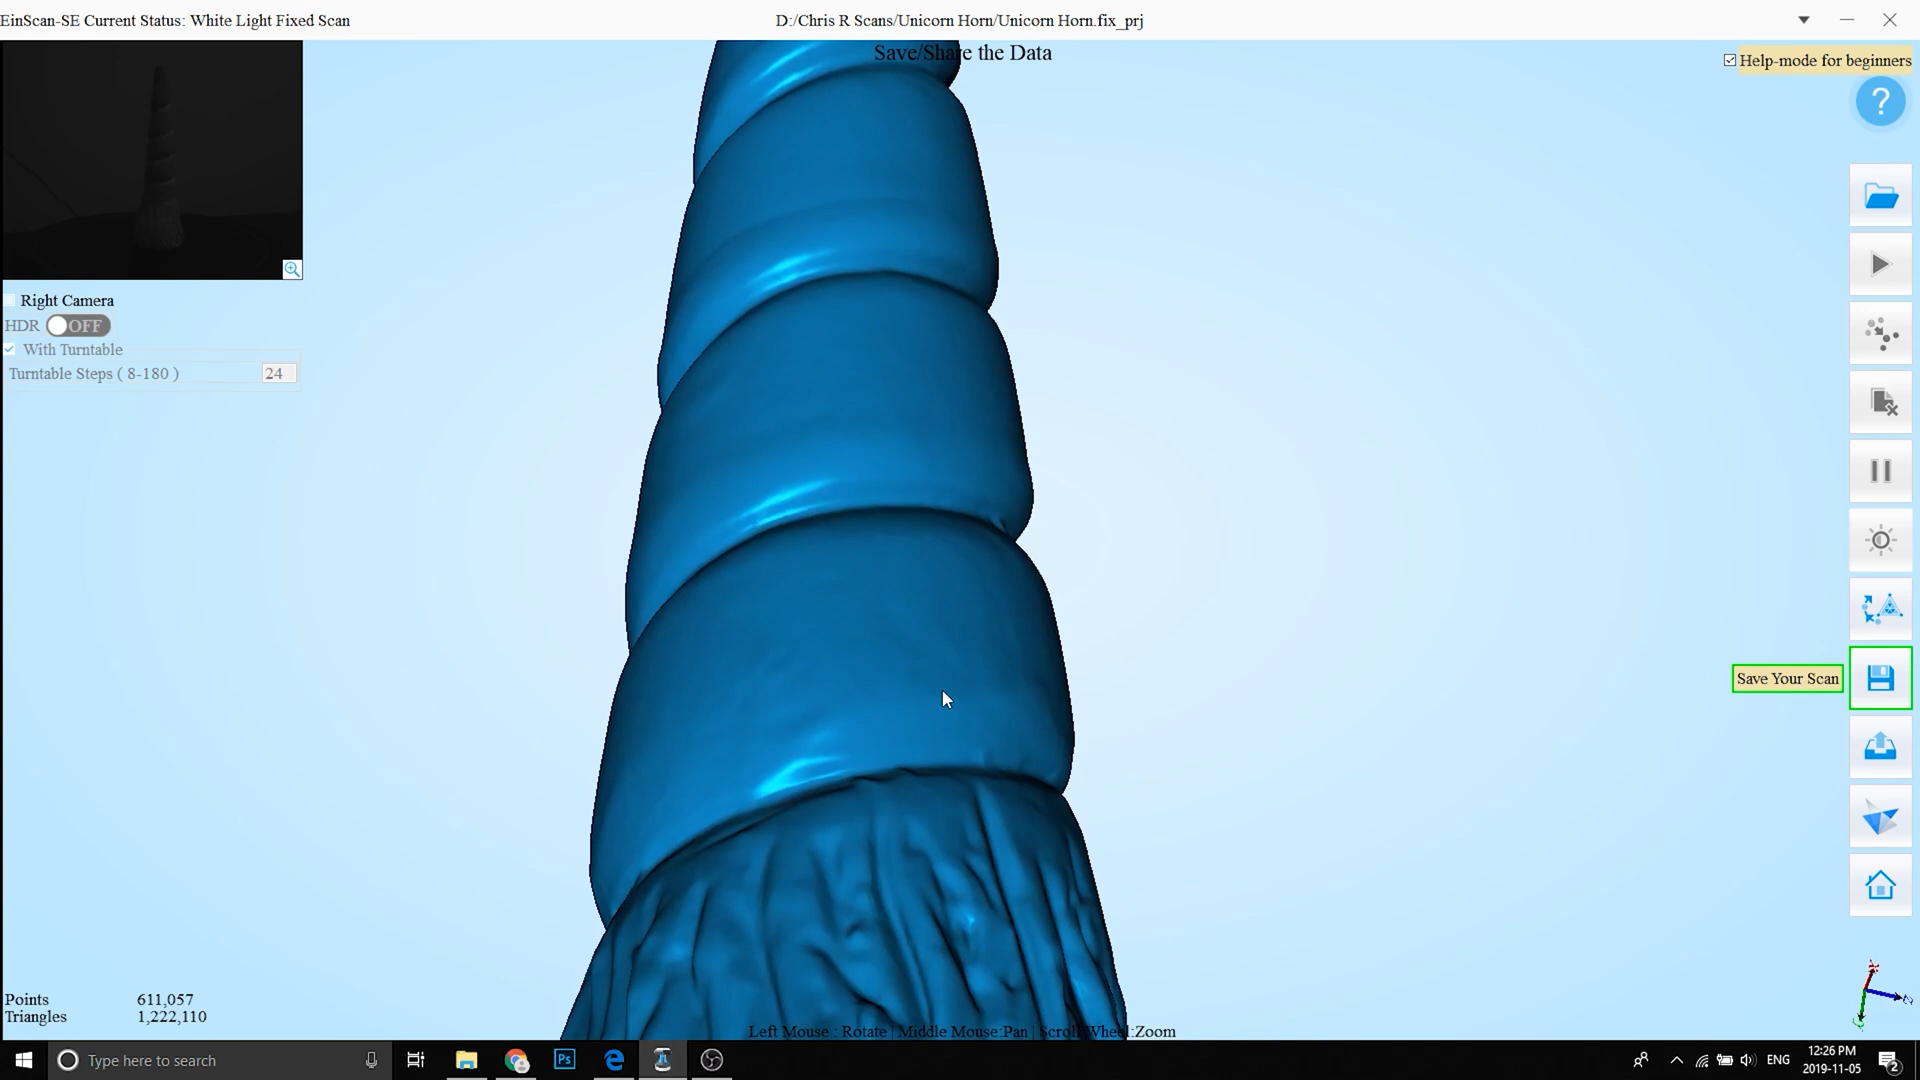 EinScan-SE Current Status: White Light Fixed Scan
D:/Chris R Scans/Unicorn Horn/Unicorn Horn.fix_prj
Save/Share the Data
Help-mode for beginners
?
Right Camera
HDR OFF
With Turntable
Turntable Steps ( 8-180 ) 24
Save Your Scan
Points 611,057
Triangles 1,222,110
Left Mouse : Rotate | Middle Mouse:Pan | Scroll Wheel:Zoom
Type here to search
Ps
ENG
12:26 PM
2019-11-05
2